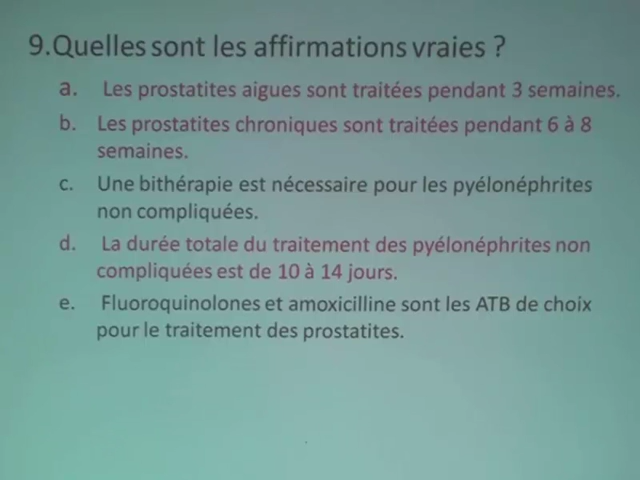 9.Quelles sont les affirmations vraies ?
a. Les prostatites aigues sont traitées pendant 3 semaines.
b. Les prostatites chroniques sont traitées pendant 6 à 8
semaines.
c. Une bithérapie est nécessaire pour les pyélonéphrites
non compliquées.
d. La durée totale du traitement des pyélonéphrites non
compliquées est de 10 à 14 jours.
e. Fluoroquinolones et amoxicilline sont les ATB de choix
pour le traitement des prostatites.